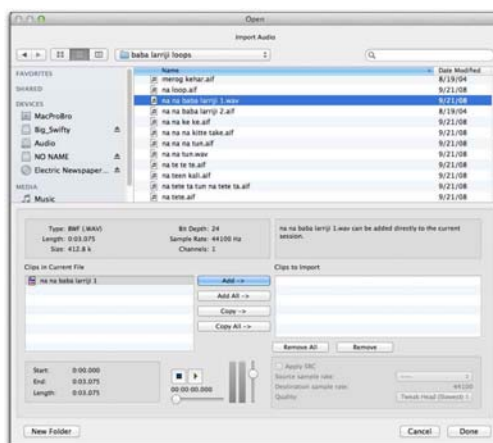 Open
Import Audio
baba larriji loops
FAVORITES
SHARED
DEVICES
MacProBro
Big_Swifty
Audio
NO NAME
Electric Newspaper...
MEDIA
Music
Name Date Modified
merog kehar.aif 8/19/04
na loop.aif 9/21/08
na na baba larriji 1.wav 9/21/08
na na baba larriji 2.aif 8/19/04
na na ke ke.aif 9/21/08
na na na kitte take.aif 9/21/08
na na na tun.aif 9/21/08
na na tun.wav 9/21/08
na te te te.aif 9/21/08
na teen kali.aif 9/21/08
na tete ta tun na tete ta.aif 9/21/08
na tete.aif 9/21/08
Type: BWF (.WAV) Bit Depth: 24
Length: 0:03.075 Sample Rate: 44100 Hz
Size: 412.8 k Channels: 1
na na baba larriji 1.wav can be added directly to the current
session.
Clips in Current File
na na baba larriji 1
Add ->
Add All ->
Copy ->
Copy All ->
Clips to Import
Remove All Remove
Start: 0:00.000
End: 0:03.075
Length: 0:03.075
00:00:00.000
Apply SRC
Source sample rate:
Destination sample rate: 44100
Quality: Tweak Head (Slowest)
New Folder Cancel Done